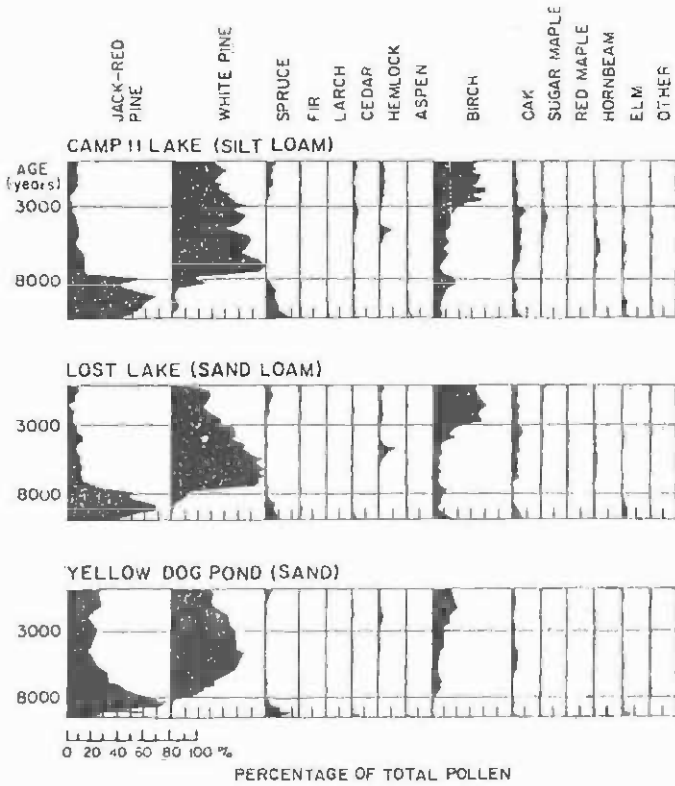 JACK-RED PINE
WHITE PINE
SPRUCE
FIR
LARCH
CEDAR
HEMLOCK
ASPEN
BIRCH
OAK
SUGAR MAPLE
RED MAPLE
HORNBEAM
ELM
OTHER
CAMP 11 LAKE (SILT LOAM)
AGE
(years)
3000
8000
LOST LAKE (SAND LOAM)
3000
8000
YELLOW DOG POND (SAND)
3000
8000
0 20 40 60 80 100 %
PERCENTAGE OF TOTAL POLLEN